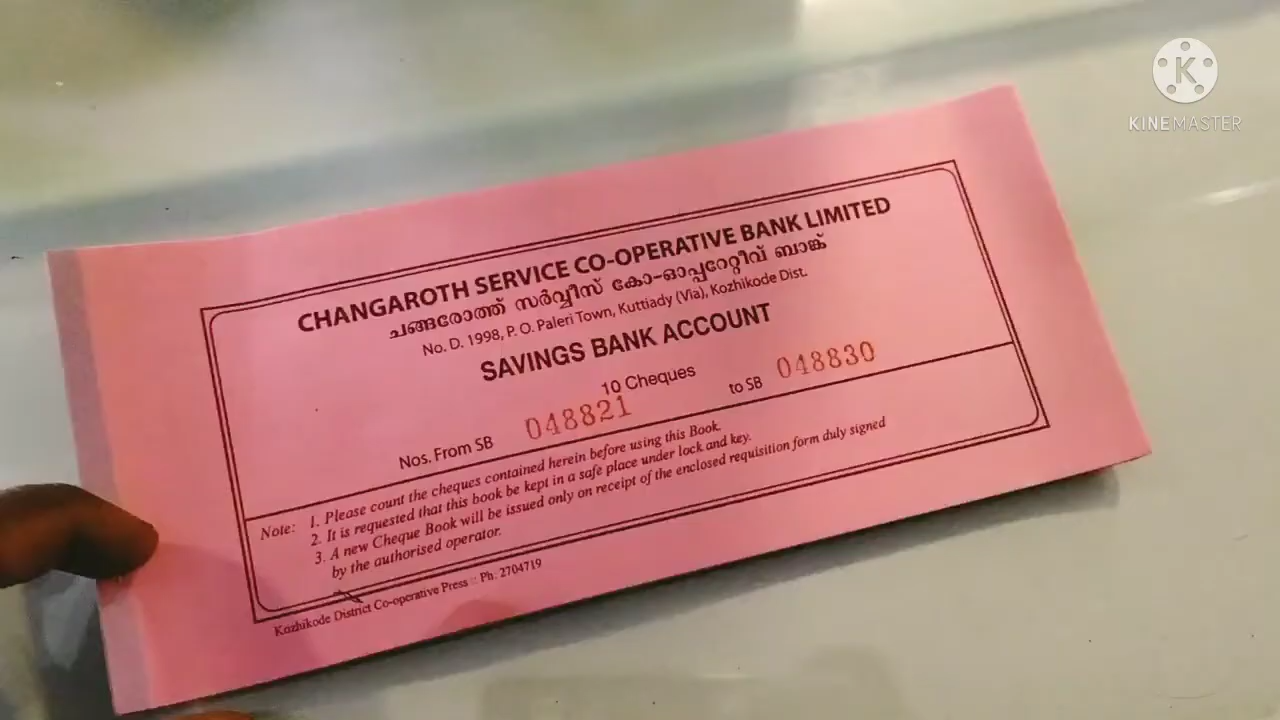 K
KINEMASTER
CHANGAROTH SERVICE CO-OPERATIVE BANK LIMITED
ചങ്ങരോത്ത് സർവ്വീസ് കോ-ഓപ്പറേറ്റീവ് ബാങ്ക്
No. D. 1998, P. O. Paleri Town, Kuttiady (Via), Kozhikode Dist.
SAVINGS BANK ACCOUNT
10 Cheques
Nos. From SB 048821 to SB 048830
Note: 1. Please count the cheques contained herein before using this Book.
2. It is requested that this book be kept in a safe place under lock and key.
3. A new Cheque Book will be issued only on receipt of the enclosed requisition form duly signed
by the authorised operator.
Kozhikode District Co-operative Press :: Ph: 2704719